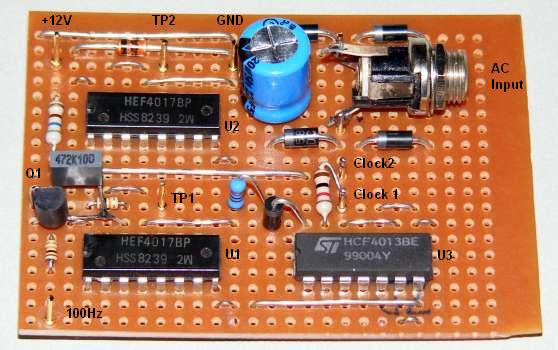 +12V
TP2
GND
AC
Input
HEF4017BP
HSS8239 2W
U2
472K100
Clock2
Q1
TP1
Clock 1
HEF4017BP
HSS8239 2W
U1
ST HCF4013BE
99004Y
U3
100Hz